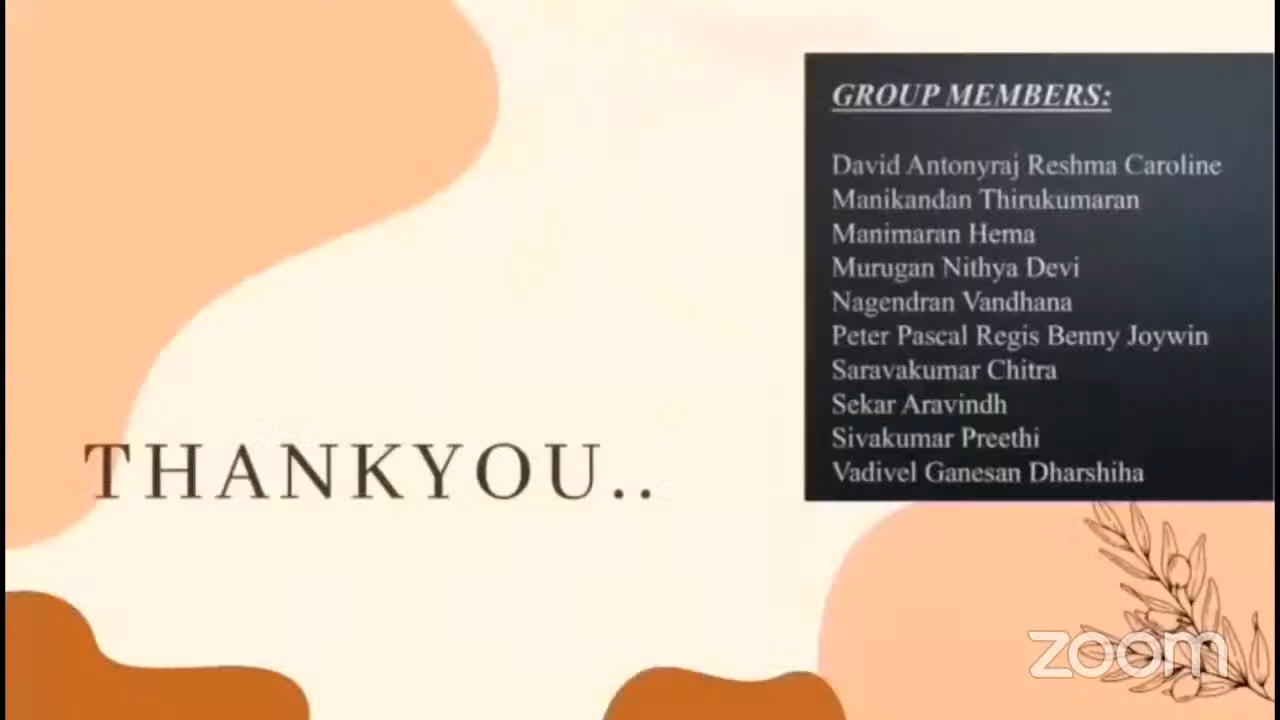 THANKYOU..
GROUP MEMBERS:
David Antonyraj Reshma Caroline
Manikandan Thirukumaran
Manimaran Hema
Murugan Nithya Devi
Nagendran Vandhana
Peter Pascal Regis Benny Joywin
Saravakumar Chitra
Sekar Aravindh
Sivakumar Preethi
Vadivel Ganesan Dharshiha
zoom